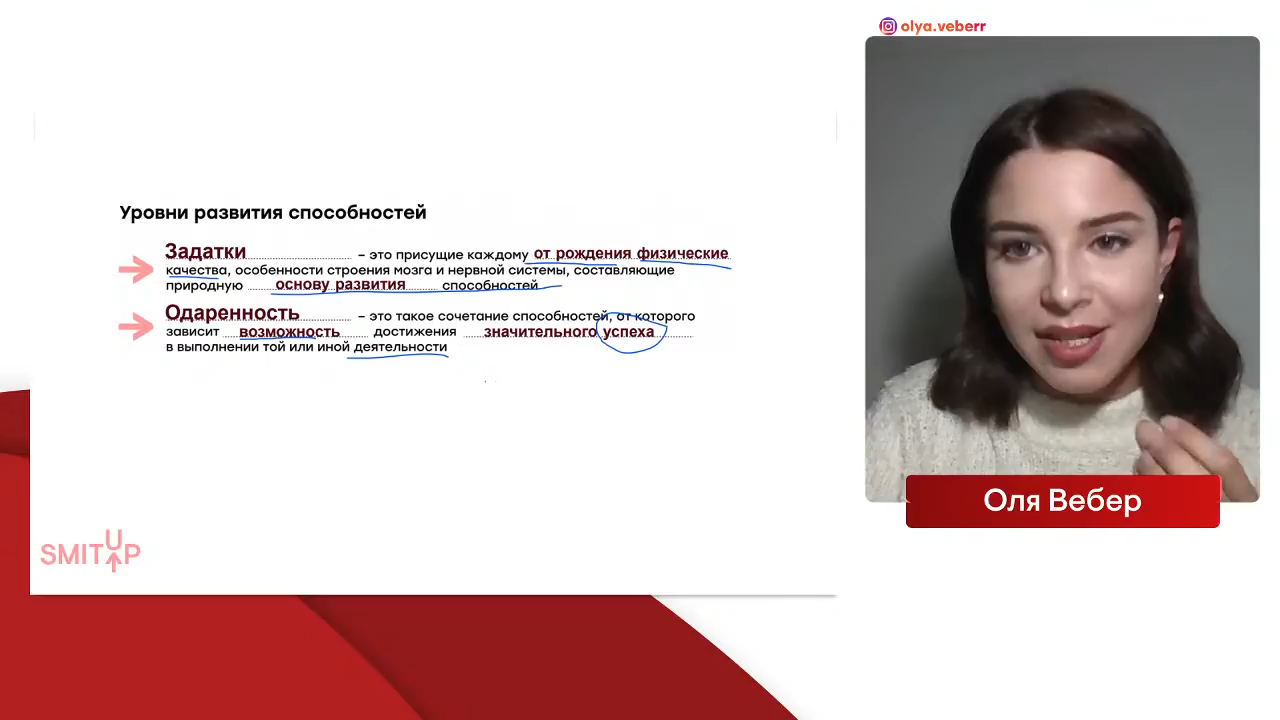 olya.veberr
Уровни развития способностей
Задатки – это присущие каждому от рождения физические
качества, особенности строения мозга и нервной системы, составляющие
природную основу развития способностей
Одаренность – это такое сочетание способностей, от которого
зависит возможность достижения значительного успеха
в выполнении той или иной деятельности
Оля Вебер
SMITUP